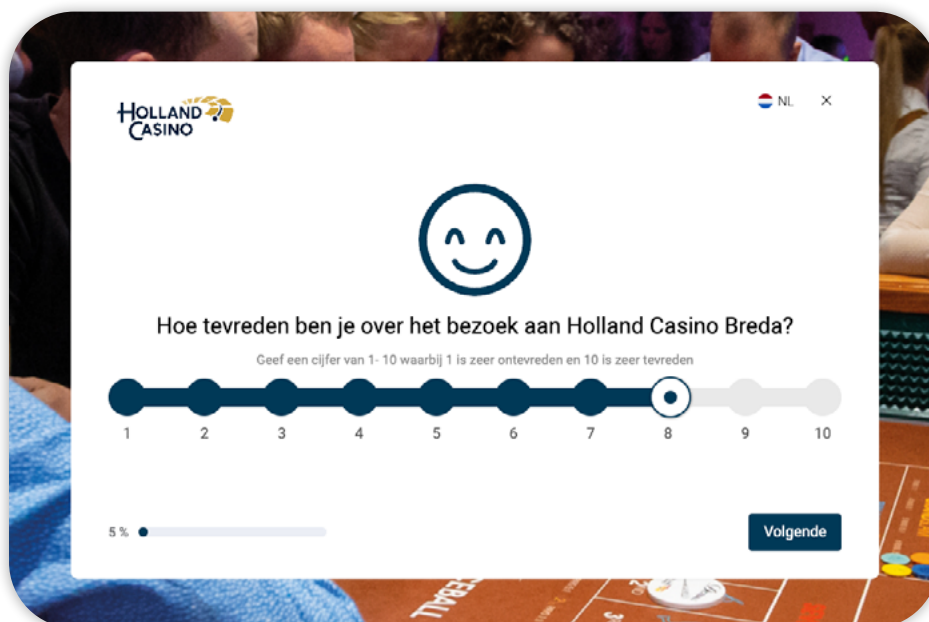 HOLLAND
CASINO
NL
Hoe tevreden ben je over het bezoek aan Holland Casino Breda?
Geef een cijfer van 1- 10 waarbij 1 is zeer ontevreden en 10 is zeer tevreden
1 2 3 4 5 6 7 8 9 10
5 %
Volgende
CEBALL